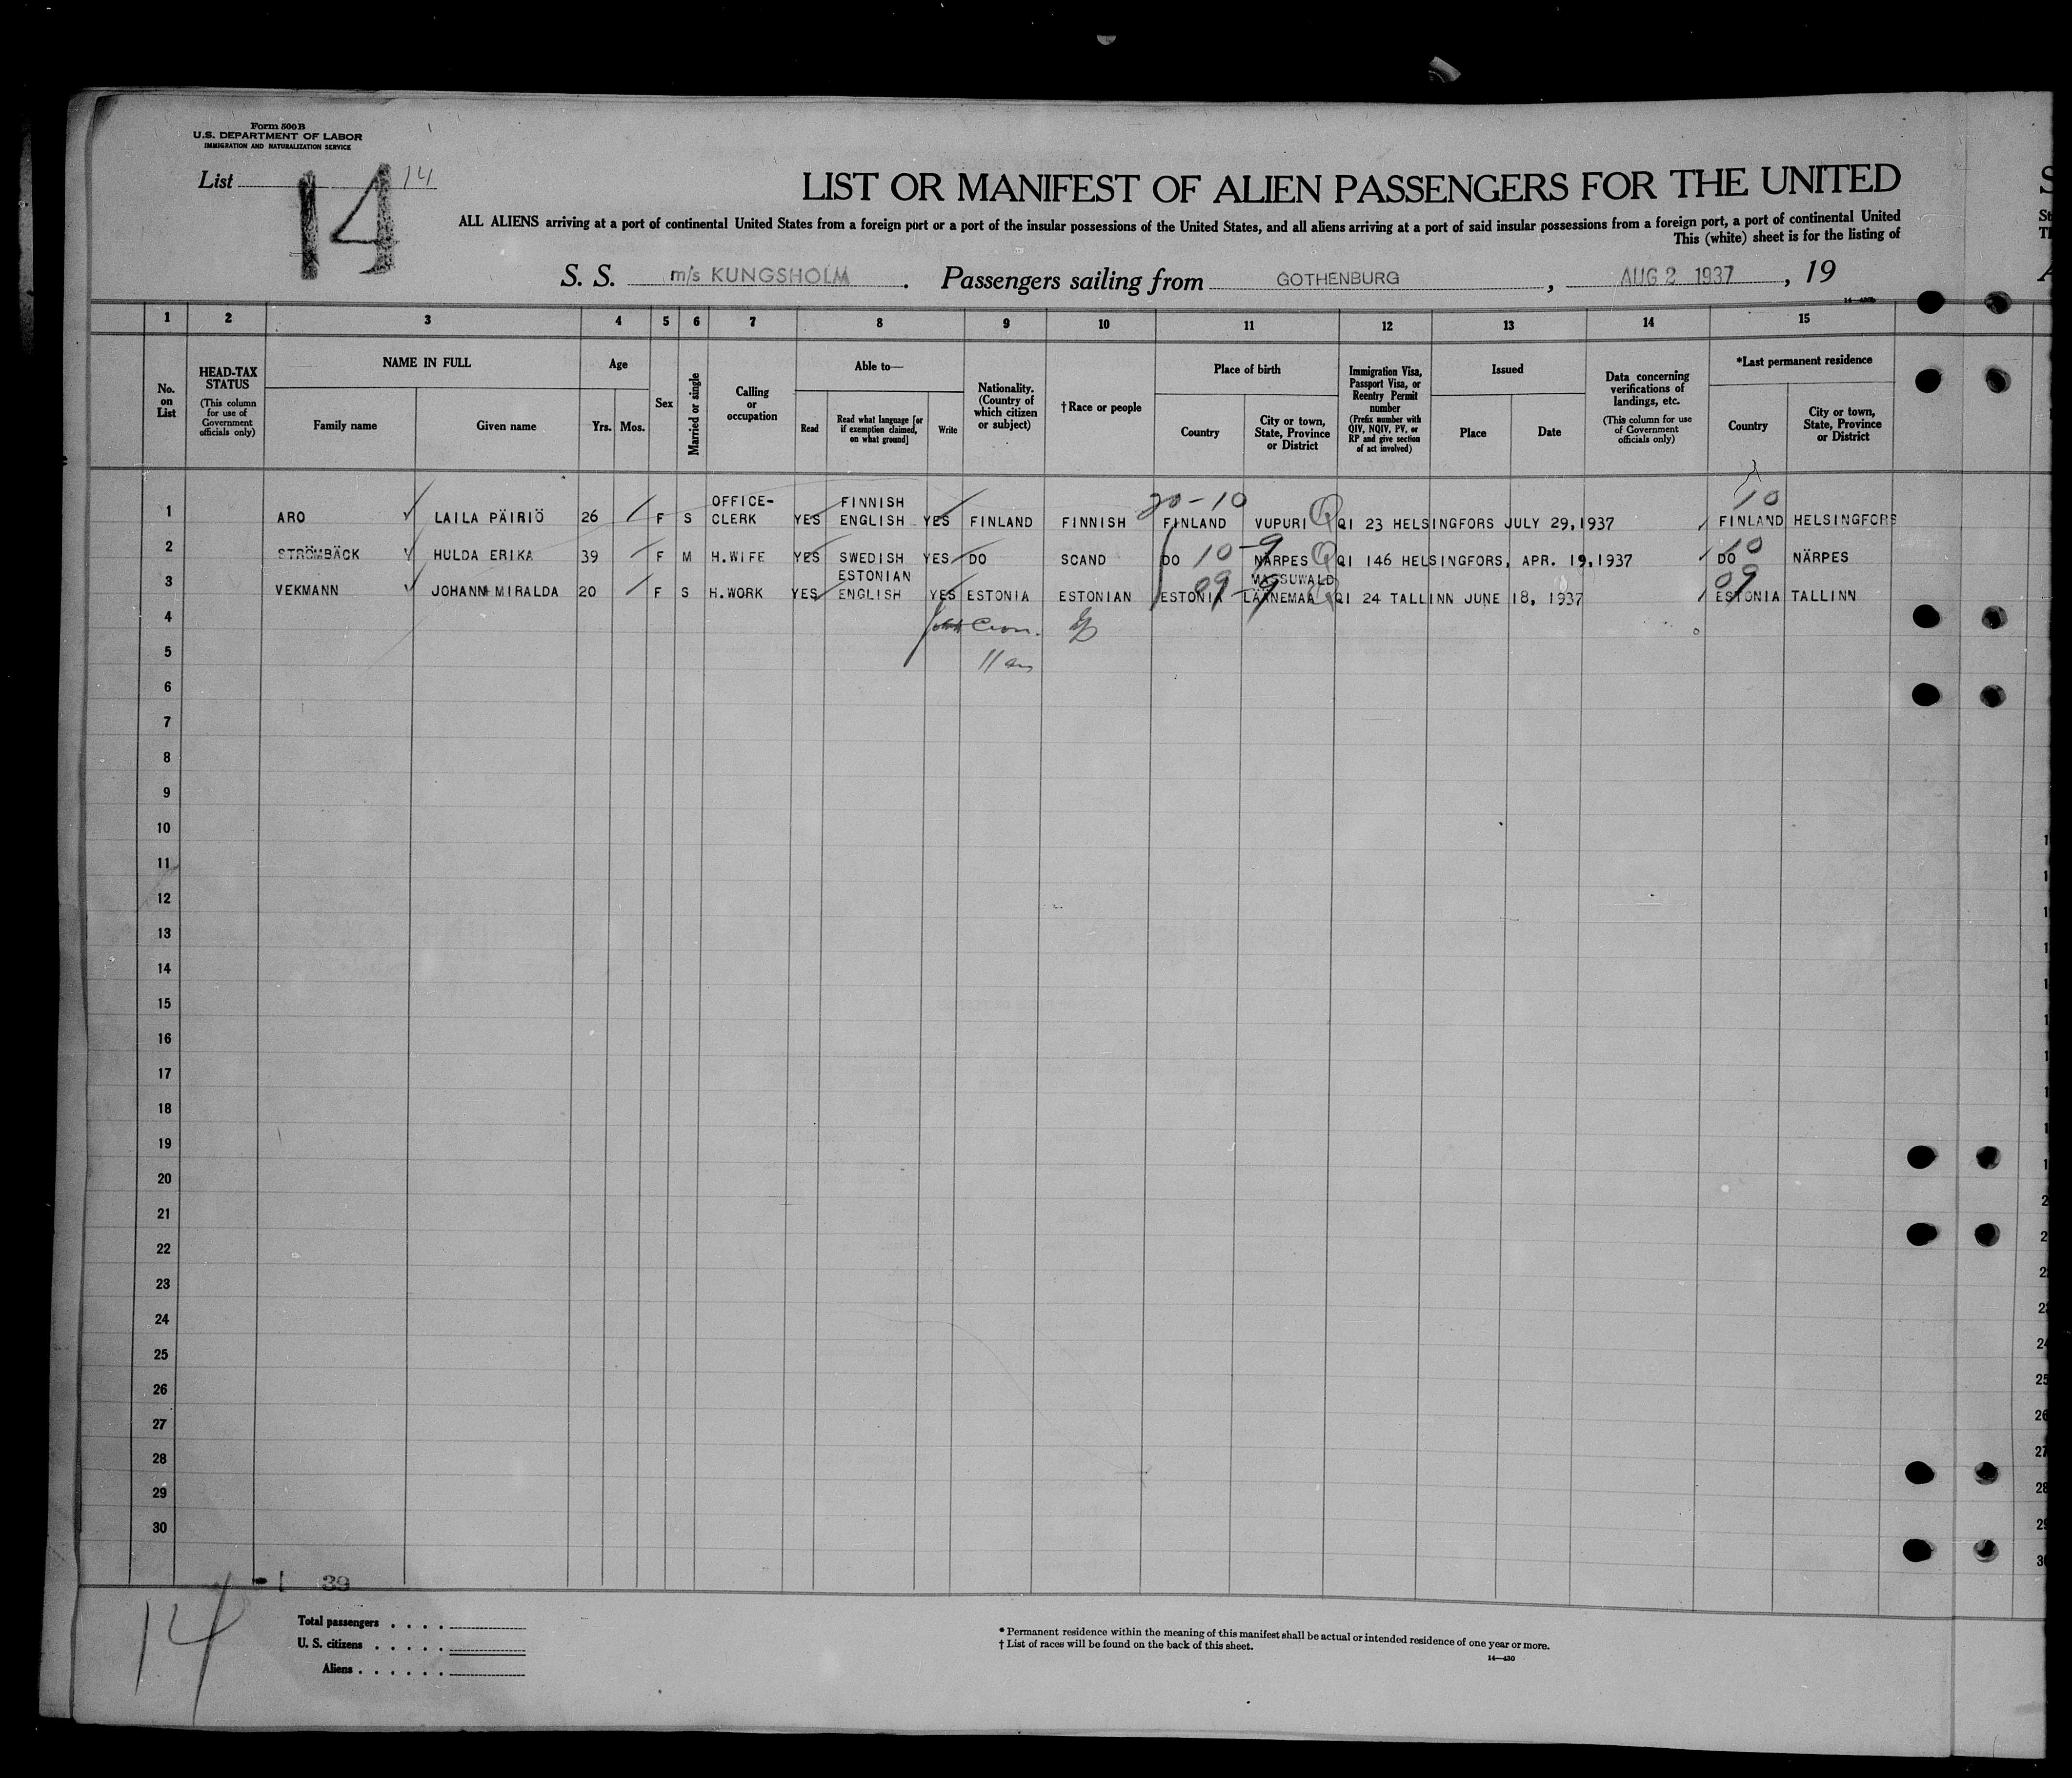 Form 500 B
U.S. DEPARTMENT OF LABOR
IMMIGRATION AND NATURALIZATION SERVICE
List 14
14
LIST OR MANIFEST OF ALIEN PASSENGERS FOR THE UNITED
ALL ALIENS arriving at a port of continental United States from a foreign port or a port of the insular possessions of the United States, and all aliens arriving at a port of said insular possessions from a foreign port, a port of continental United
This (white) sheet is for the listing of
S. S. m/s KUNGSHOLM. Passengers sailing from GOTHENBURG, AUG 2 1937, 19
14—430b
1 2 3 4 5 6 7 8 9 10 11 12 13 14 15
No. on List
HEAD-TAX STATUS
(This column for use of Government officials only)
NAME IN FULL
Family name Given name
Age
Yrs. Mos.
Sex
Married or single
Calling or occupation
Able to—
Read
Read what language [or if exemption claimed, on what ground]
Write
Nationality. (Country of which citizen or subject)
†Race or people
Place of birth
Country
City or town, State, Province or District
Immigration Visa, Passport Visa, or Reentry Permit number
(Prefix number with QIV, NQIV, PV, or RP and give section of act involved)
Issued
Place Date
Data concerning verifications of landings, etc.
(This column for use of Government officials only)
*Last permanent residence
Country
City or town, State, Province or District
OFFICE- FINNISH 20-10 10
1 ARO LAILA PÄIRIÖ 26 F S CLERK YES ENGLISH YES FINLAND FINNISH FINLAND VUPURI QI 23 HELSINGFORS JULY 29,1937 FINLAND HELSINGFORS
2 STRÖMBÄCK HULDA ERIKA 39 F M H.WIFE YES SWEDISH YES DO SCAND DO 10-9 NÄRPES QI 146 HELSINGFORS, APR. 19,1937 DO 10 NÄRPES
ESTONIAN MASSUWALD
3 VEKMANN JOHANN MIRALDA 20 F S H.WORK YES ENGLISH YES ESTONIA ESTONIAN ESTONIA 09-9 LÄÄNEMAA QI 24 TALLINN JUNE 18, 1937 ESTONIA 09 TALLINN
4
5
6
7
8
9
10
11
12
13
14
15
16
17
18
19
20
21
22
23
24
25
26
27
28
29
30
39
14
Total passengers
U. S. citizens
Aliens
* Permanent residence within the meaning of this manifest shall be actual or intended residence of one year or more.
† List of races will be found on the back of this sheet.
14—430